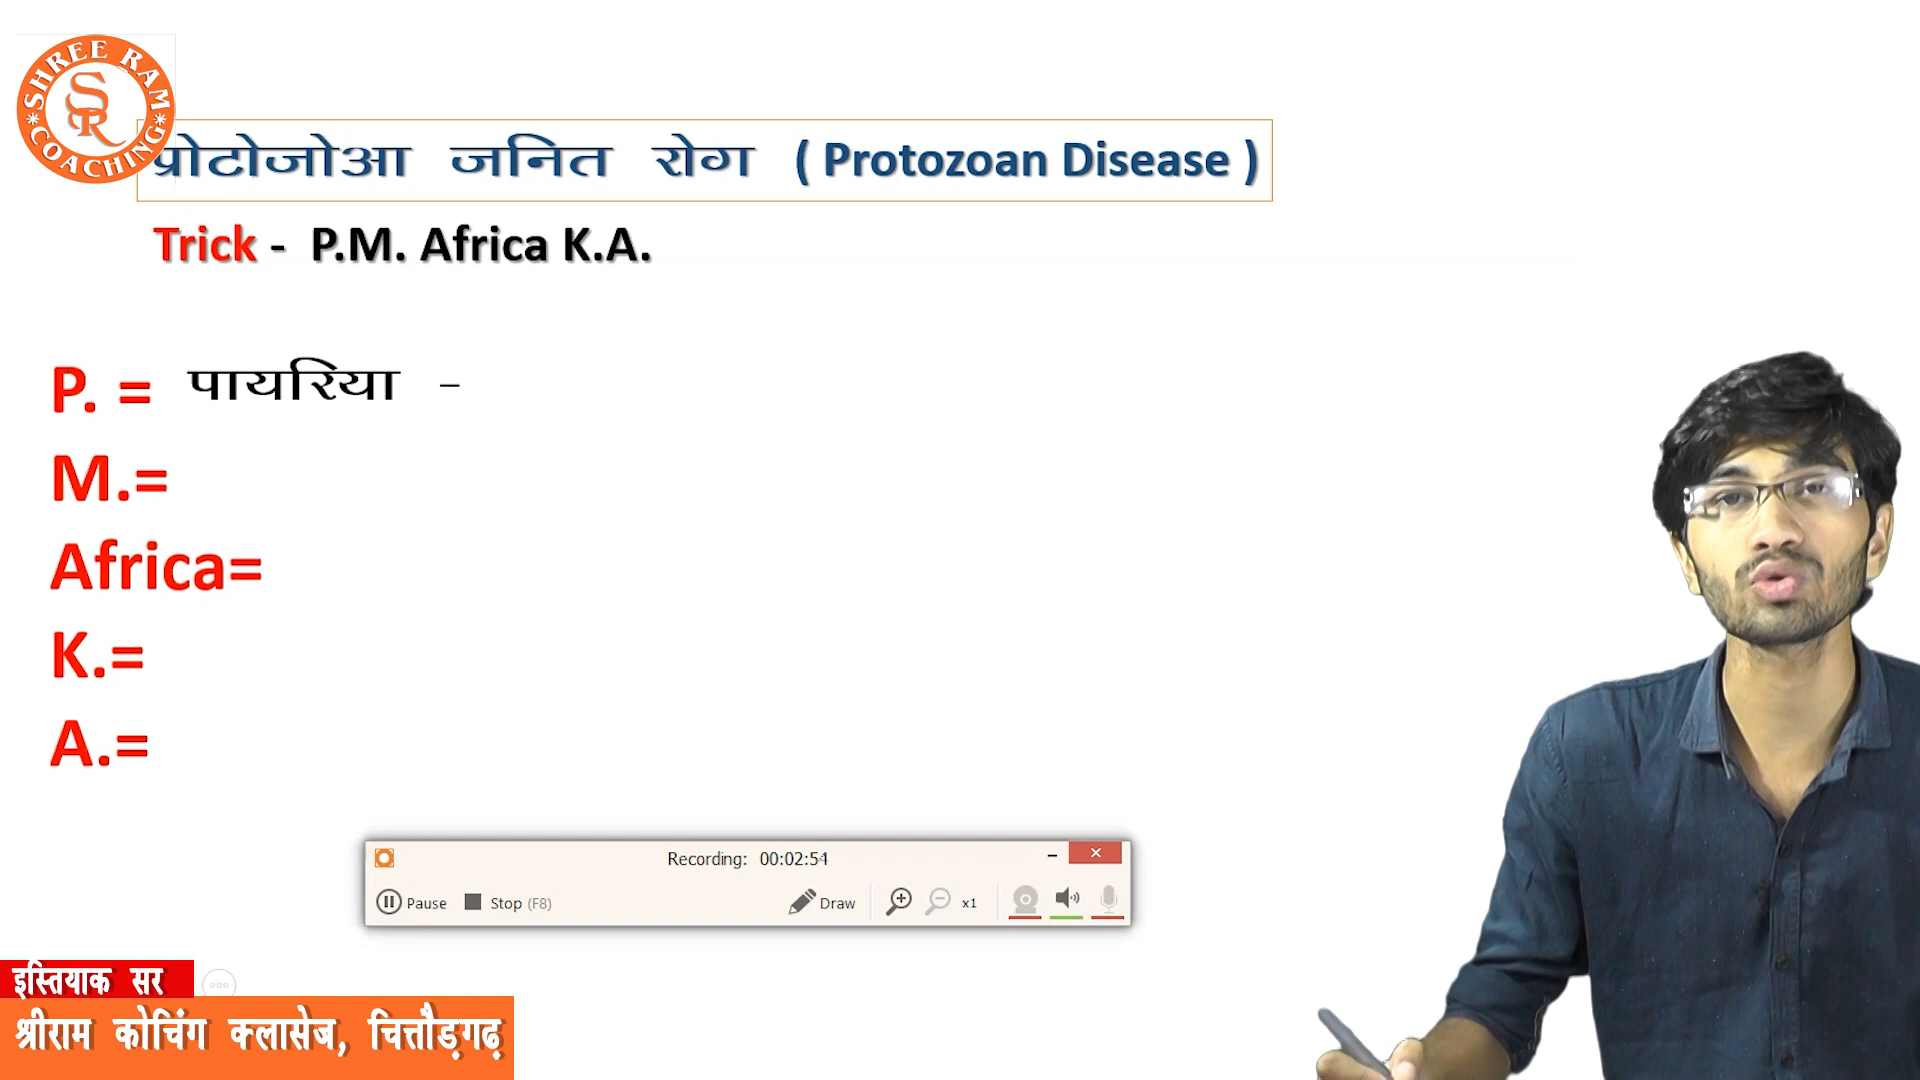 SHREE RAM
SR
COACHING
प्रोटोजोआ जनित रोग ( Protozoan Disease )
Trick - P.M. Africa K.A.
P. = पायरिया -
M.=
Africa=
K.=
A.=
Recording: 00:02:54
Pause Stop (F8) Draw x1
इस्तियाक सर
श्रीराम कोचिंग क्लासेज, चित्तौड़गढ़